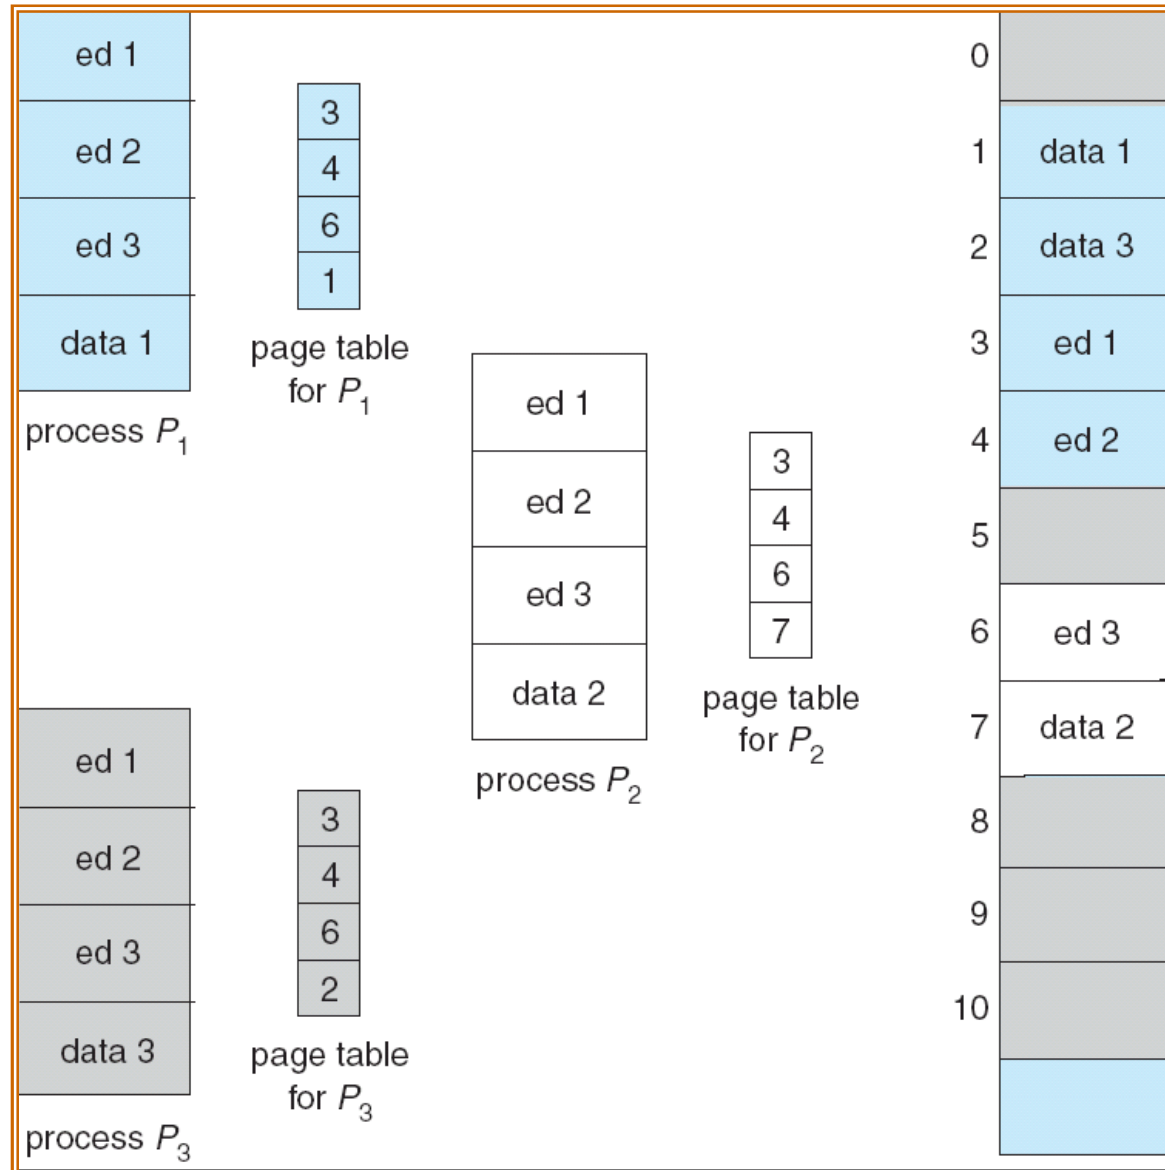 ed 1
ed 2
ed 3
data 1
process P1
3
4
6
1
page table
for P1
ed 1
ed 2
ed 3
data 2
process P2
3
4
6
7
page table
for P2
ed 1
ed 2
ed 3
data 3
process P3
3
4
6
2
page table
for P3
0
1 data 1
2 data 3
3 ed 1
4 ed 2
5
6 ed 3
7 data 2
8
9
10